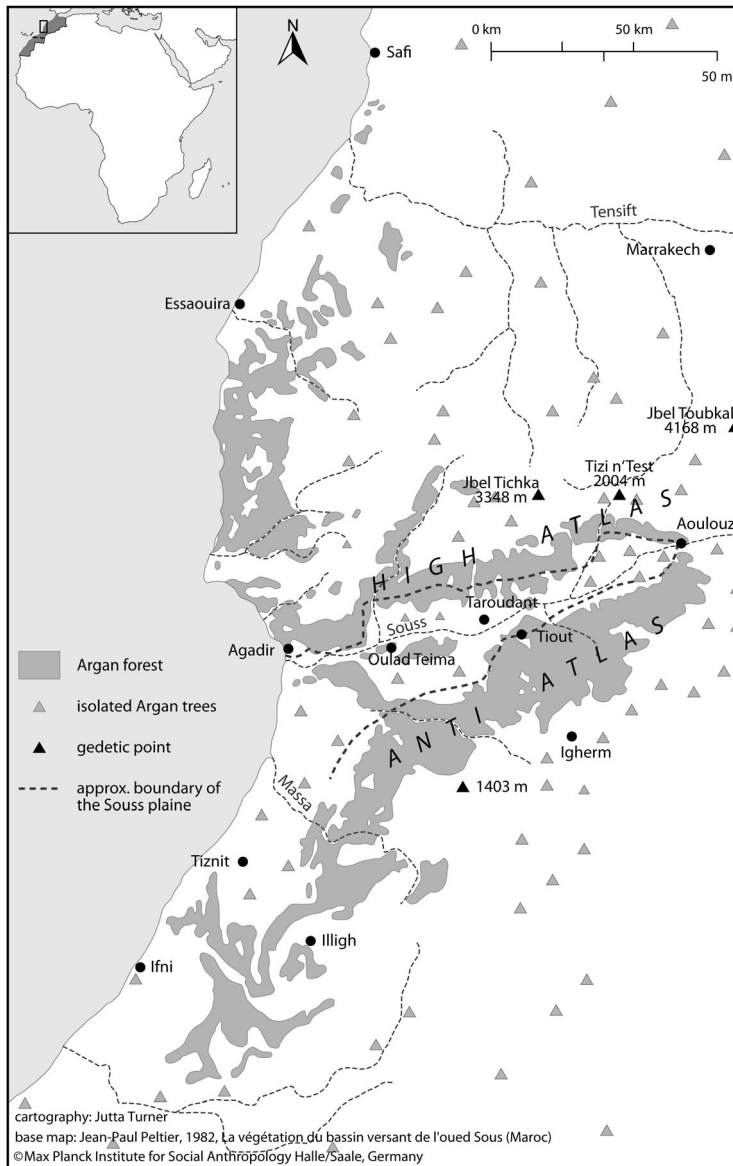 N
0 km
50 km
50 m
Safi
Tensift
Marrakech
Essaouira
Jbel Toubkal
4168 m
Jbel Tichka
3348 m
Tizi n'Test
2004 m
HIGH ATLAS
Aoulouz
Taroudant
Souss
Agadir
Oulad Teima
Tiout
ANTI ATLAS
Argan forest
isolated Argan trees
gedetic point
approx. boundary of
the Souss plaine
Igherm
1403 m
Massa
Tiznit
Illigh
Ifni
cartography: Jutta Turner
base map: Jean-Paul Peltier, 1982, La végétation du bassin versant de l'oued Sous (Maroc)
©Max Planck Institute for Social Anthropology Halle/Saale, Germany